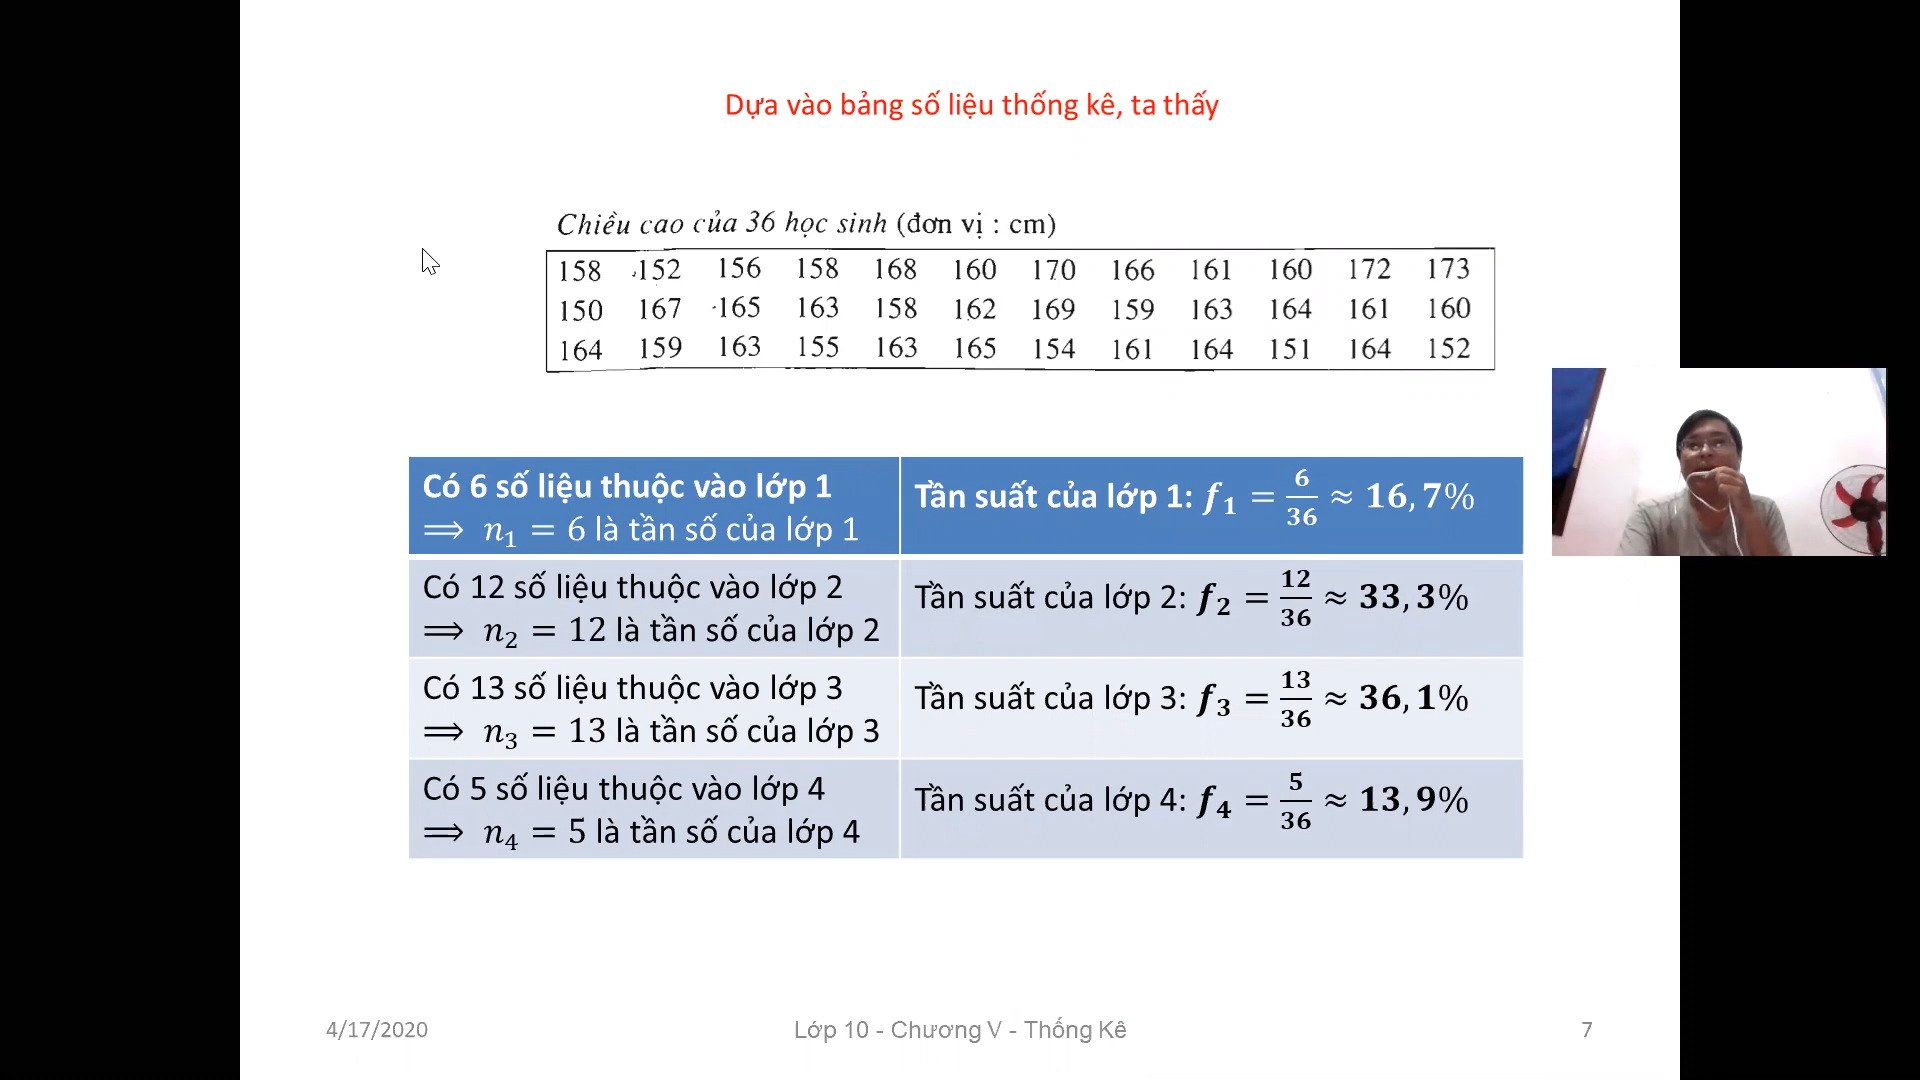 Dựa vào bảng số liệu thống kê, ta thấy
Chiều cao của 36 học sinh (đơn vị : cm)
158 152 156 158 168 160 170 166 161 160 172 173
150 167 165 163 158 162 169 159 163 164 161 160
164 159 163 155 163 165 154 161 164 151 164 152
Có 6 số liệu thuộc vào lớp 1
⟹ n₁ = 6 là tần số của lớp 1
Tần suất của lớp 1: f₁ = 6/36 ≈ 16,7%
Có 12 số liệu thuộc vào lớp 2
⟹ n₂ = 12 là tần số của lớp 2
Tần suất của lớp 2: f₂ = 12/36 ≈ 33,3%
Có 13 số liệu thuộc vào lớp 3
⟹ n₃ = 13 là tần số của lớp 3
Tần suất của lớp 3: f₃ = 13/36 ≈ 36,1%
Có 5 số liệu thuộc vào lớp 4
⟹ n₄ = 5 là tần số của lớp 4
Tần suất của lớp 4: f₄ = 5/36 ≈ 13,9%
4/17/2020
Lớp 10 - Chương V - Thống Kê
7